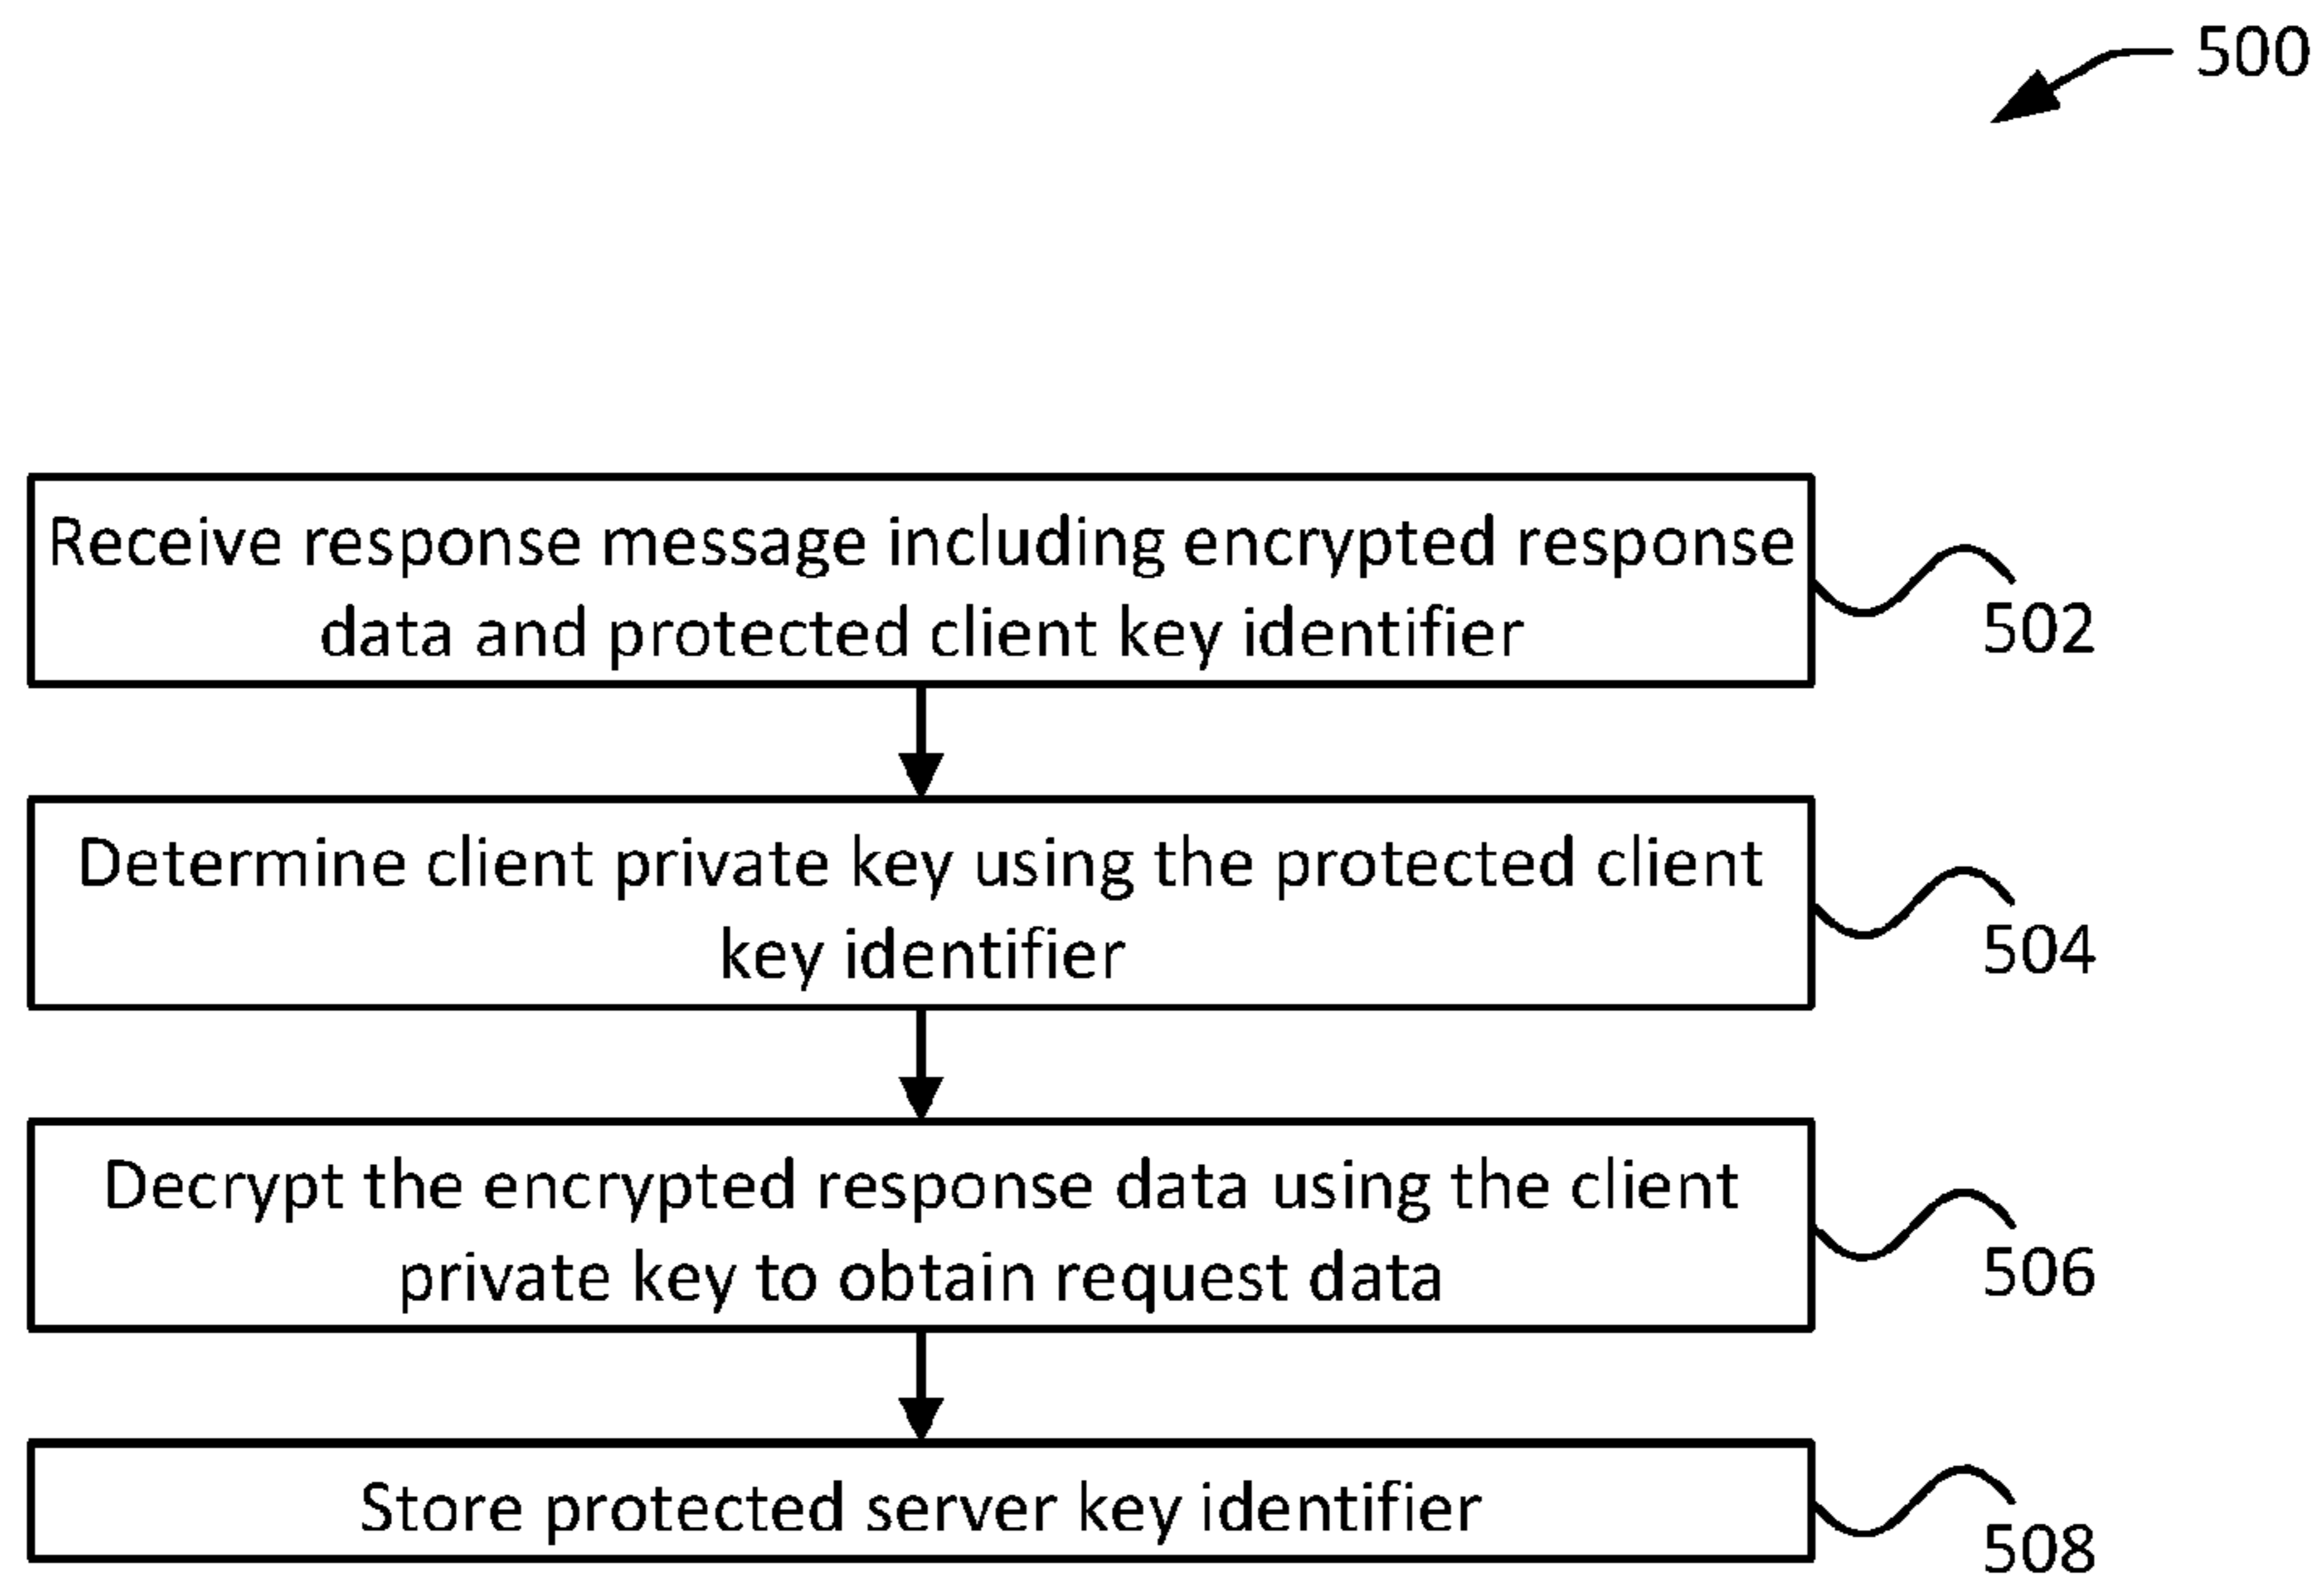 500
Receive response message including encrypted response
data and protected client key identifier
502
Determine client private key using the protected client
key identifier
504
Decrypt the encrypted response data using the client
private key to obtain request data
506
Store protected server key identifier
508